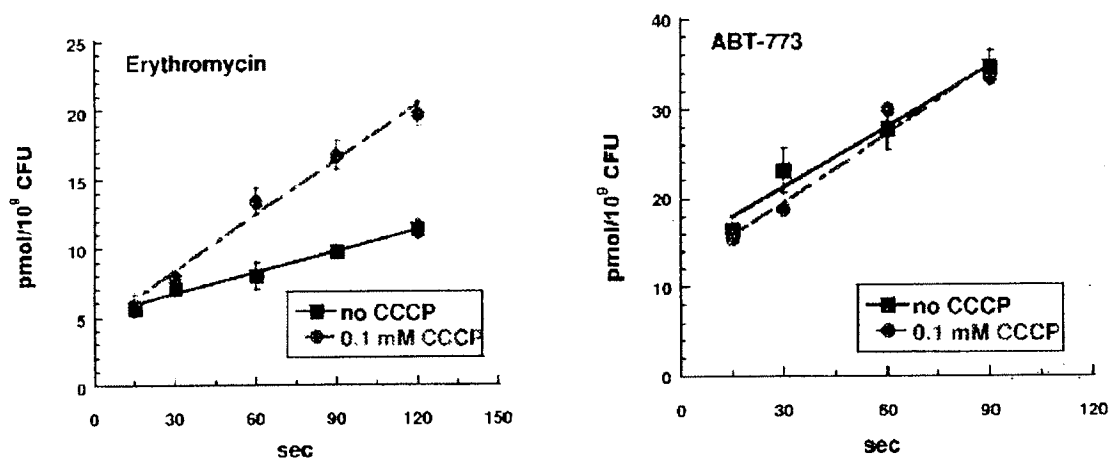 Erythromycin
25
20
15
10
5
0
pmol/10⁹ CFU
no CCCP
0.1 mM CCCP
0 30 60 90 120 150
sec
ABT-773
40
30
20
10
0
pmol/10⁹ CFU
no CCCP
0.1 mM CCCP
0 30 60 90 120
sec